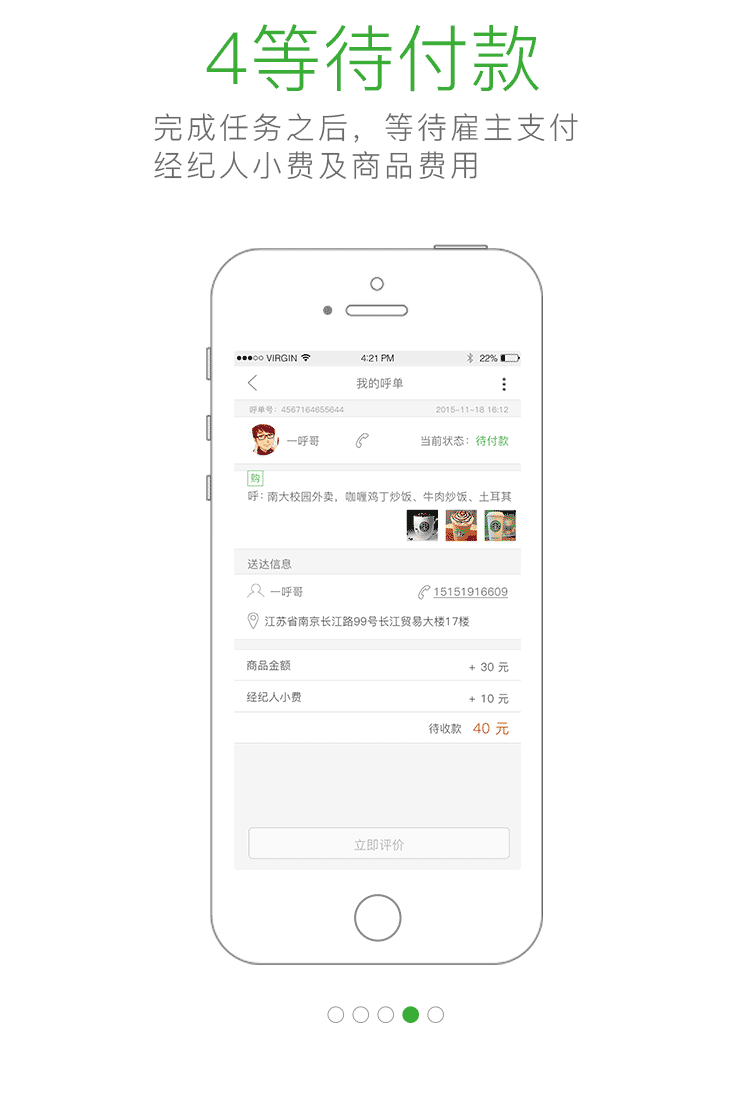 4等待付款
完成任务之后，等待雇主支付
经纪人小费及商品费用
VIRGIN 4:21 PM 22%
我的呼单
呼单号：4567164655644 2015-11-18 16:12
一呼哥 当前状态：待付款
购
呼：南大校园外卖，咖喱鸡丁炒饭、牛肉炒饭、土耳其
送达信息
一呼哥 15151916609
江苏省南京长江路99号长江贸易大楼17楼
商品金额 + 30 元
经纪人小费 + 10 元
待收款 40 元
立即评价